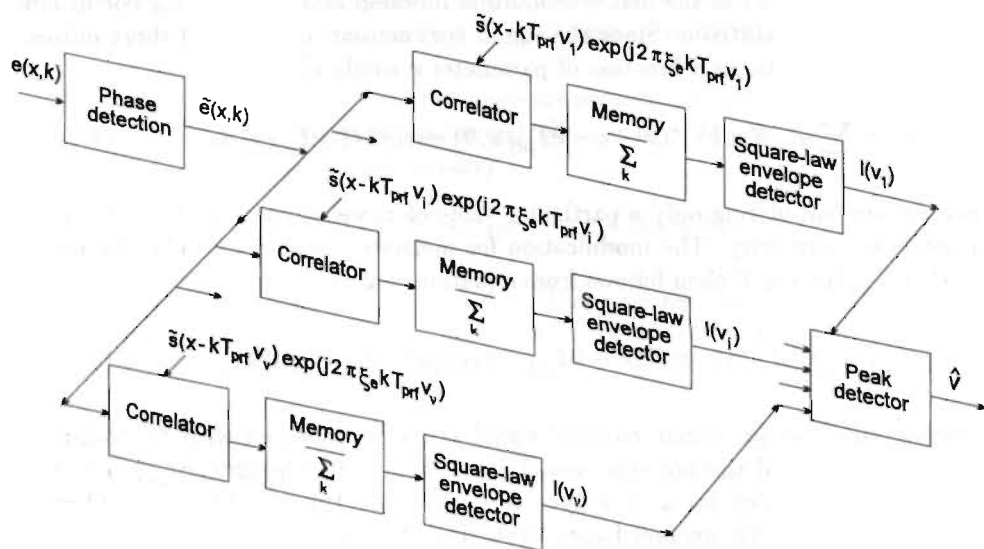 s̃(x-kT_prf v_1) exp(j2πξ_e kT_prf v_1)
e(x,k)
Phase
detection
ẽ(x,k)
Correlator
Memory
Σ
k
Square-law
envelope
detector
I(v_1)
s̃(x-kT_prf v_i) exp(j2πξ_e kT_prf v_i)
Correlator
Memory
Σ
k
Square-law
envelope
detector
I(v_i)
s̃(x-kT_prf v_v) exp(j2πξ_e kT_prf v_v)
Correlator
Memory
Σ
k
Square-law
envelope
detector
I(v_v)
Peak
detector
v̂